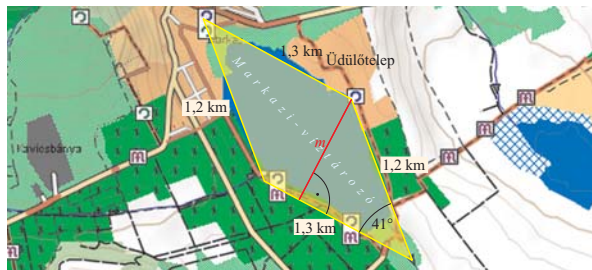 1,3 km
Üdülőtelep
Markazi-víztározó
1,2 km
Kavicsbánya
m
1,2 km
1,3 km
41°